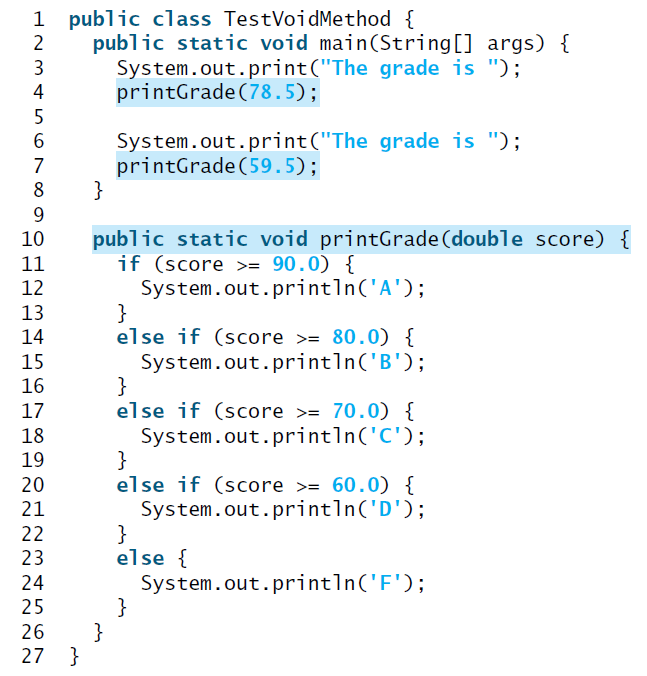 1 public class TestVoidMethod {
2   public static void main(String[] args) {
3     System.out.print("The grade is ");
4     printGrade(78.5);
5
6     System.out.print("The grade is ");
7     printGrade(59.5);
8   }
9
10   public static void printGrade(double score) {
11     if (score >= 90.0) {
12       System.out.println('A');
13     }
14     else if (score >= 80.0) {
15       System.out.println('B');
16     }
17     else if (score >= 70.0) {
18       System.out.println('C');
19     }
20     else if (score >= 60.0) {
21       System.out.println('D');
22     }
23     else {
24       System.out.println('F');
25     }
26   }
27 }